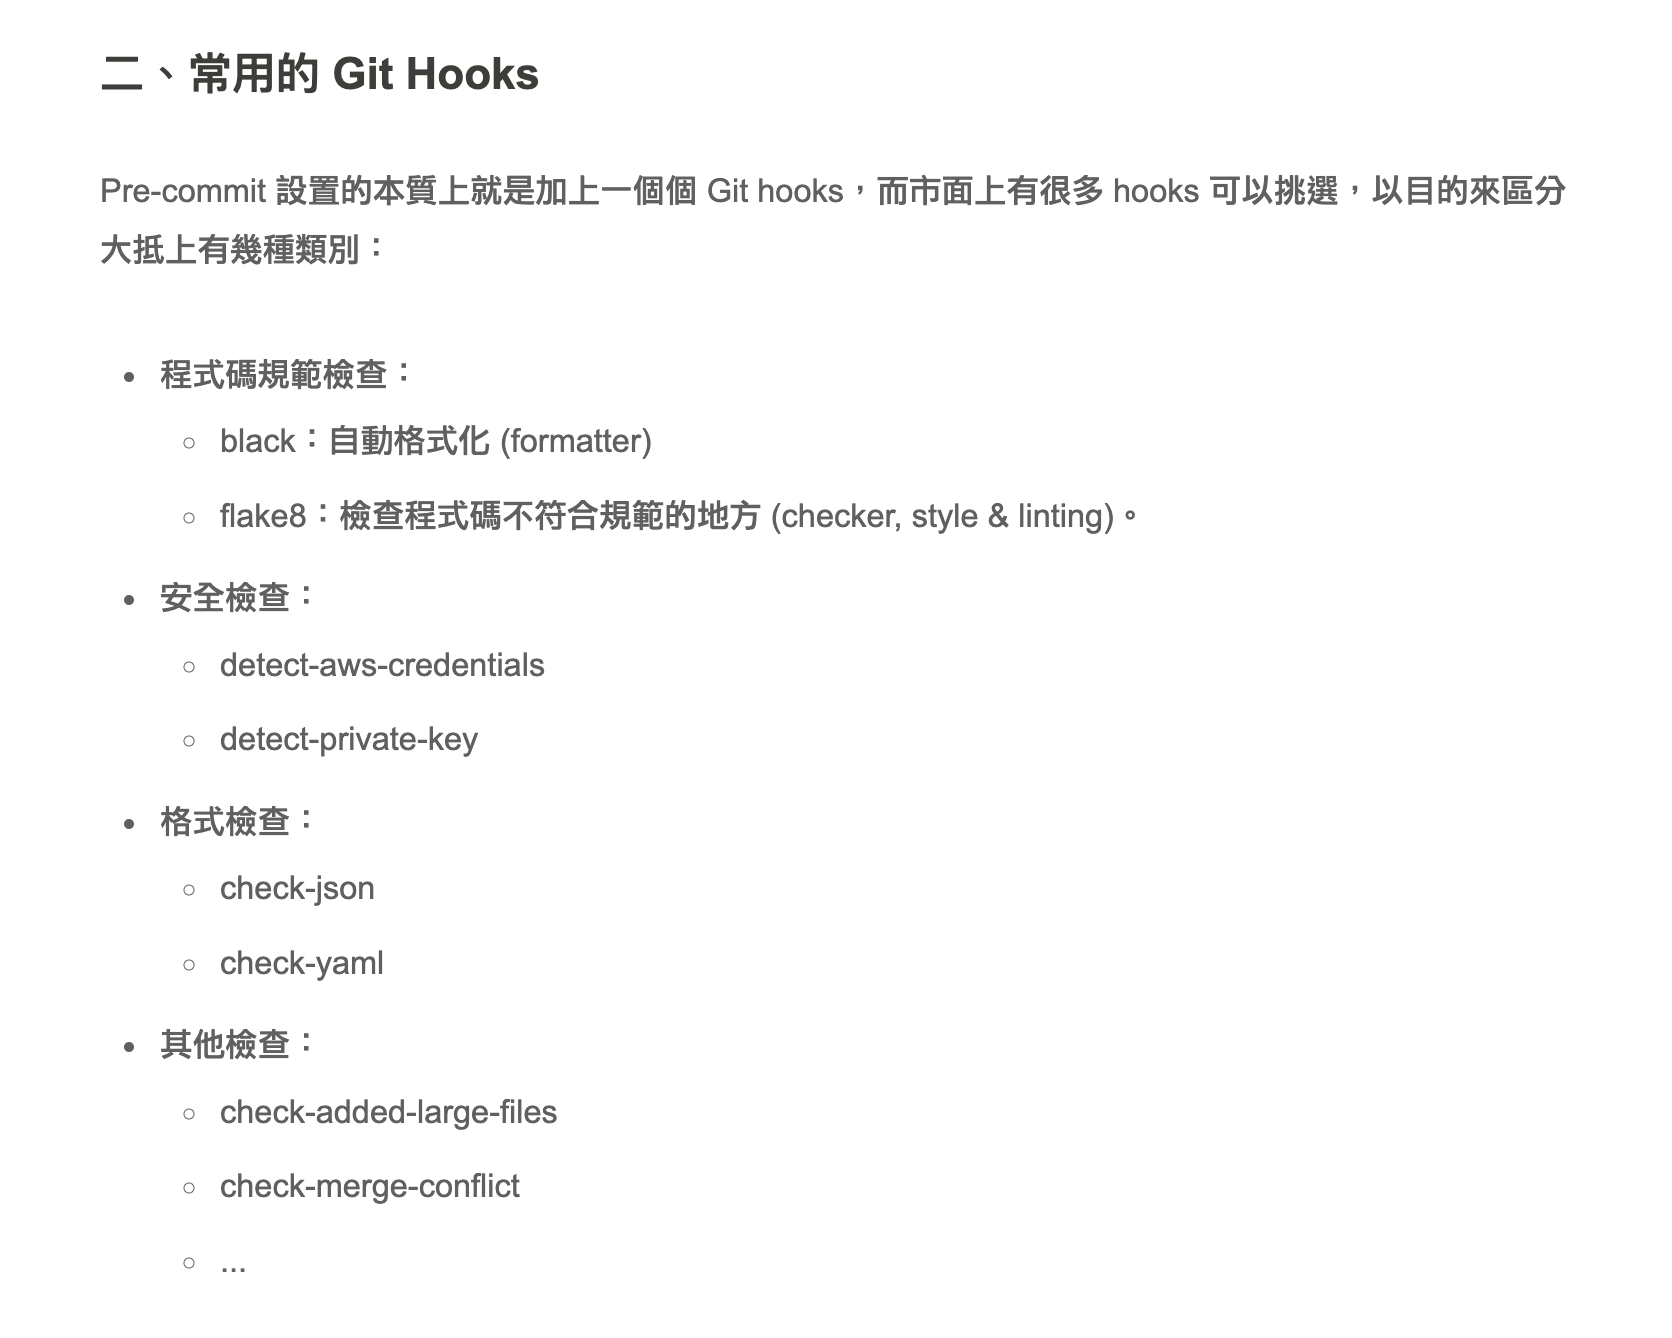 二、常用的 Git Hooks
Pre-commit 設置的本質上就是加上一個個 Git hooks，而市面上有很多 hooks 可以挑選，以目的來區分
大抵上有幾種類別：
• 程式碼規範檢查：
◦ black：自動格式化 (formatter)
◦ flake8：檢查程式碼不符合規範的地方 (checker, style & linting)。
• 安全檢查：
◦ detect-aws-credentials
◦ detect-private-key
• 格式檢查：
◦ check-json
◦ check-yaml
• 其他檢查：
◦ check-added-large-files
◦ check-merge-conflict
◦ ...